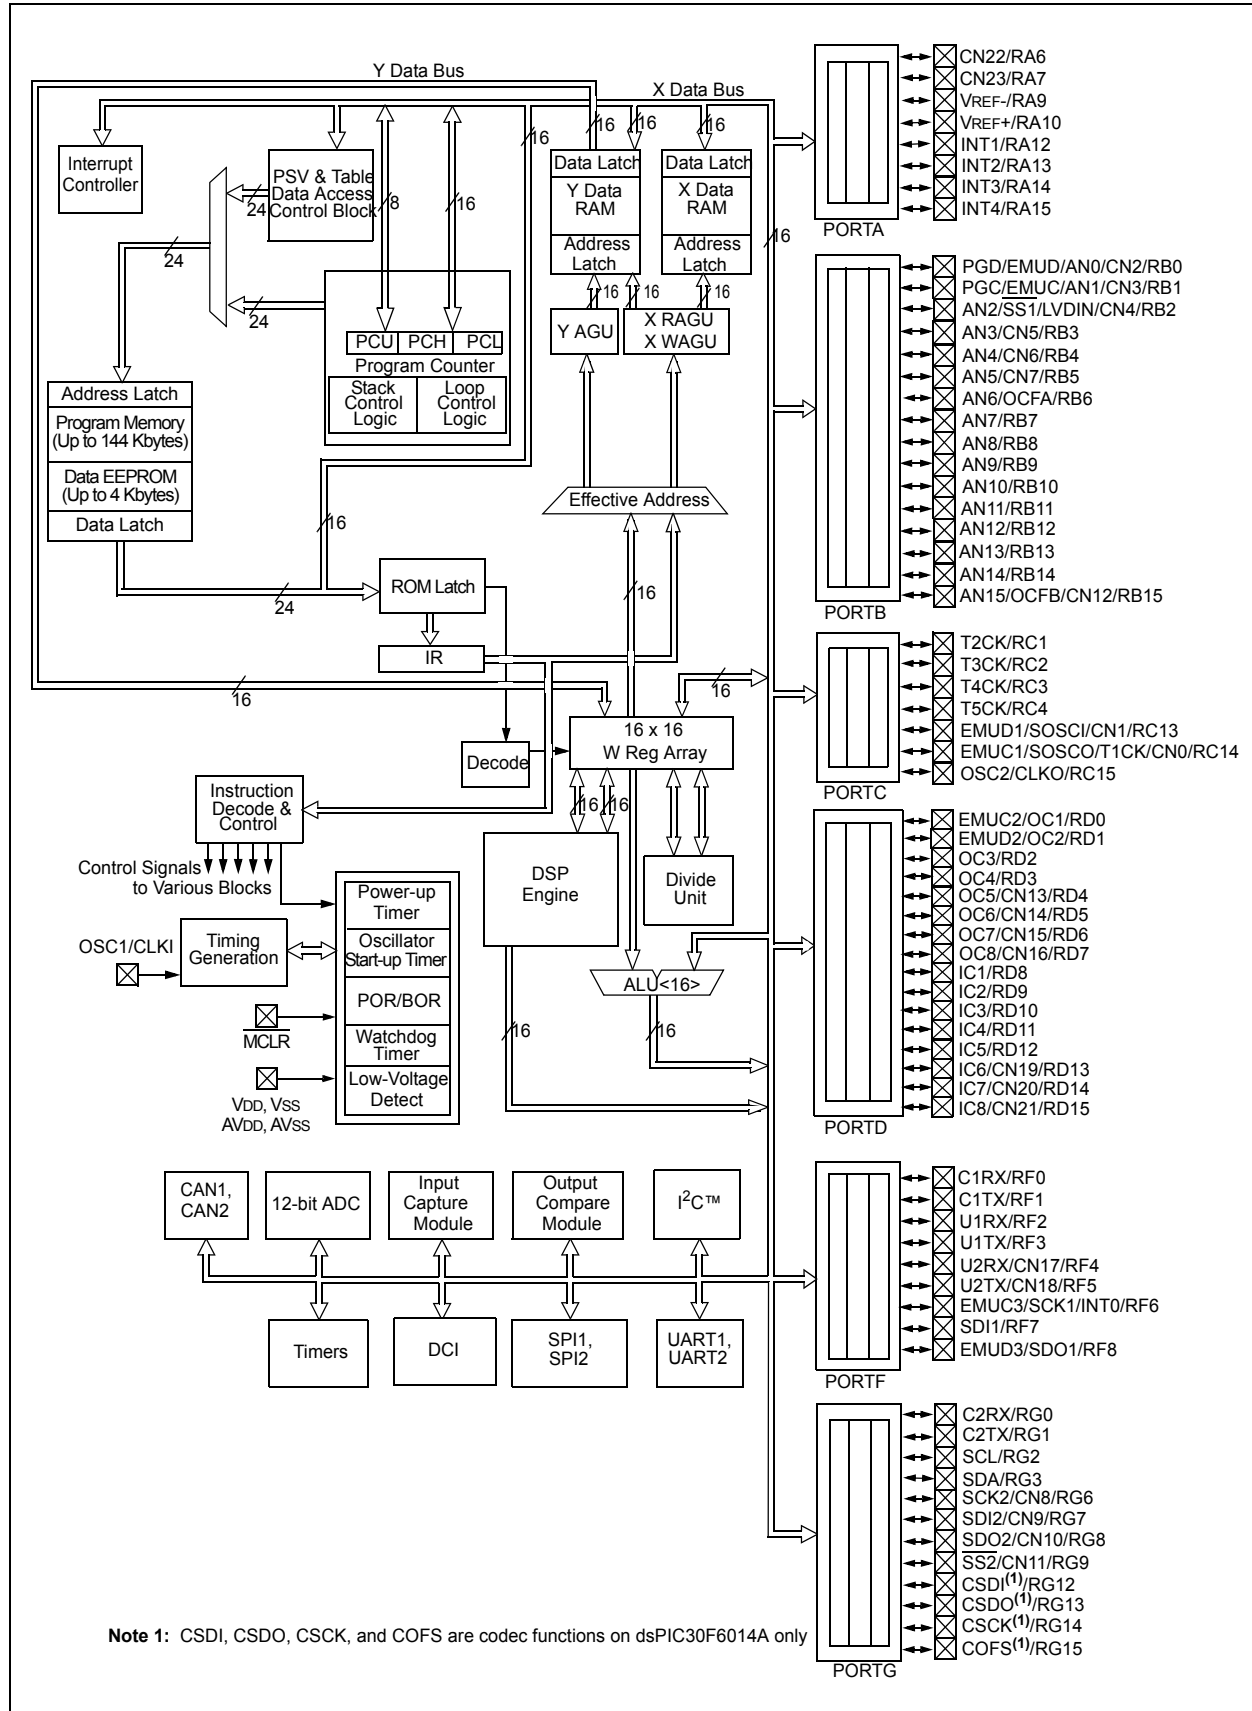 Y Data Bus
X Data Bus
16
16
16
16
16
Interrupt
Controller
PSV & Table
Data Access
Control Block
24
24
24
8
16
Data Latch
Y Data
RAM
Address
Latch
Data Latch
X Data
RAM
Address
Latch
16
16
16
Y AGU
X RAGU
X WAGU
PCU
PCH
PCL
Program Counter
Stack
Control
Logic
Loop
Control
Logic
Address Latch
Program Memory
(Up to 144 Kbytes)
Data EEPROM
(Up to 4 Kbytes)
Data Latch
Effective Address
16
24
16
ROM Latch
IR
16
16
16 x 16
W Reg Array
Decode
Instruction
Decode &
Control
Control Signals
to Various Blocks
16
16
DSP
Engine
Divide
Unit
Power-up
Timer
Oscillator
Start-up Timer
POR/BOR
Watchdog
Timer
Low-Voltage
Detect
OSC1/CLKI
Timing
Generation
MCLR
VDD, VSS
AVDD, AVSS
ALU<16>
16
16
CAN1,
CAN2
12-bit ADC
Input
Capture
Module
Output
Compare
Module
I2C™
Timers
DCI
SPI1,
SPI2
UART1,
UART2
CN22/RA6
CN23/RA7
VREF-/RA9
VREF+/RA10
INT1/RA12
INT2/RA13
INT3/RA14
INT4/RA15
PORTA
PGD/EMUD/AN0/CN2/RB0
PGC/EMUC/AN1/CN3/RB1
AN2/SS1/LVDIN/CN4/RB2
AN3/CN5/RB3
AN4/CN6/RB4
AN5/CN7/RB5
AN6/OCFA/RB6
AN7/RB7
AN8/RB8
AN9/RB9
AN10/RB10
AN11/RB11
AN12/RB12
AN13/RB13
AN14/RB14
AN15/OCFB/CN12/RB15
PORTB
T2CK/RC1
T3CK/RC2
T4CK/RC3
T5CK/RC4
EMUD1/SOSCI/CN1/RC13
EMUC1/SOSCO/T1CK/CN0/RC14
OSC2/CLKO/RC15
PORTC
EMUC2/OC1/RD0
EMUD2/OC2/RD1
OC3/RD2
OC4/RD3
OC5/CN13/RD4
OC6/CN14/RD5
OC7/CN15/RD6
OC8/CN16/RD7
IC1/RD8
IC2/RD9
IC3/RD10
IC4/RD11
IC5/RD12
IC6/CN19/RD13
IC7/CN20/RD14
IC8/CN21/RD15
PORTD
C1RX/RF0
C1TX/RF1
U1RX/RF2
U1TX/RF3
U2RX/CN17/RF4
U2TX/CN18/RF5
EMUC3/SCK1/INT0/RF6
SDI1/RF7
EMUD3/SDO1/RF8
PORTF
C2RX/RG0
C2TX/RG1
SCL/RG2
SDA/RG3
SCK2/CN8/RG6
SDI2/CN9/RG7
SDO2/CN10/RG8
SS2/CN11/RG9
CSDI(1)/RG12
CSDO(1)/RG13
CSCK(1)/RG14
COFS(1)/RG15
PORTG
Note 1: CSDI, CSDO, CSCK, and COFS are codec functions on dsPIC30F6014A only